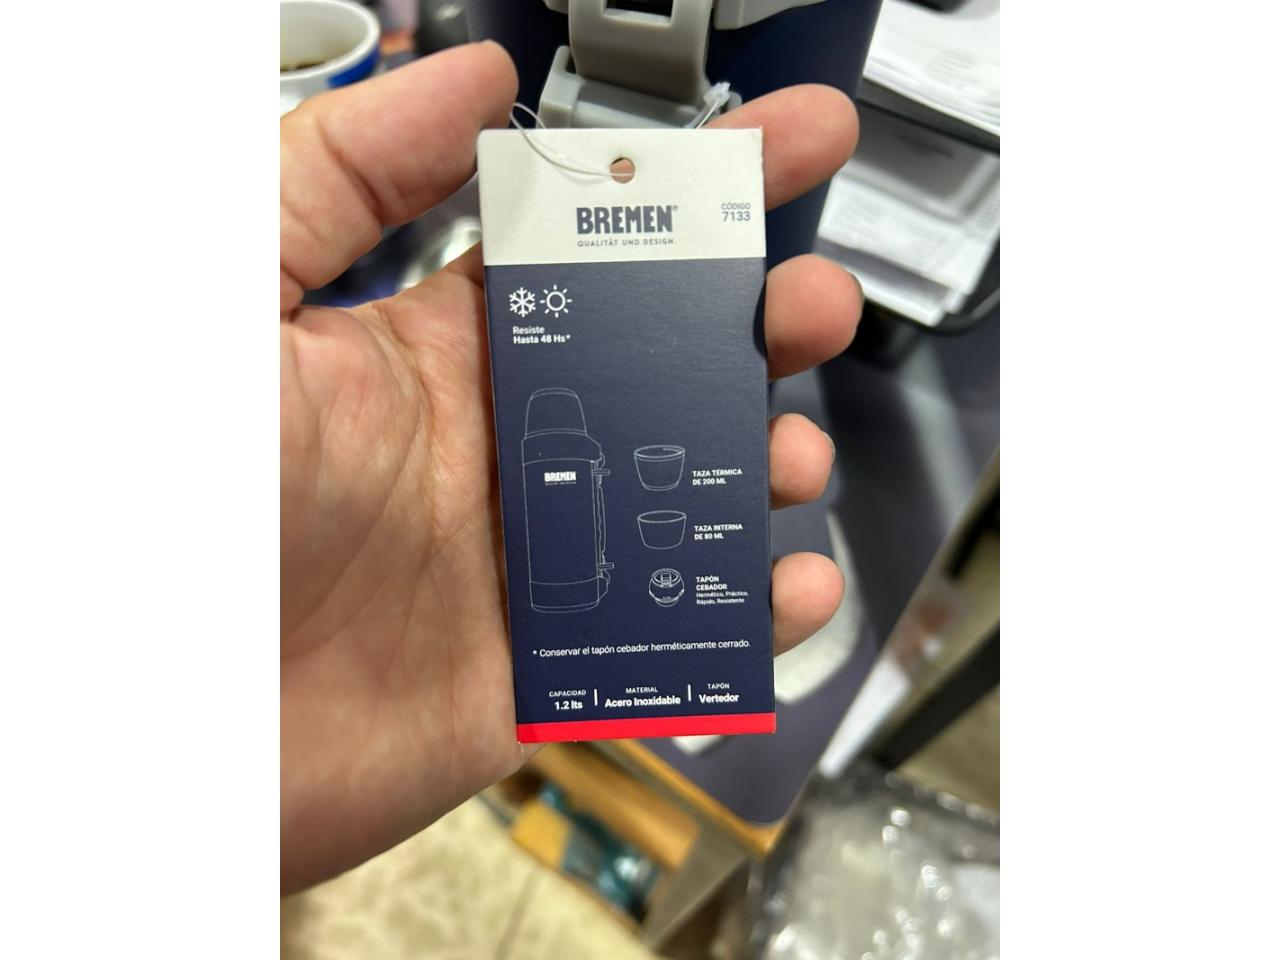 BREMEN®
QUALITÄT UND DESIGN.
CÓDIGO
7133
Resiste
Hasta 48 Hs*
BREMEN
TAZA TÉRMICA
DE 200 ML
TAZA INTERNA
DE 80 ML
TAPÓN
CEBADOR
Hermético, Práctico,
Rápido, Resistente
* Conservar el tapón cebador herméticamente cerrado.
CAPACIDAD
1.2 lts
MATERIAL
Acero Inoxidable
TAPÓN
Vertedor